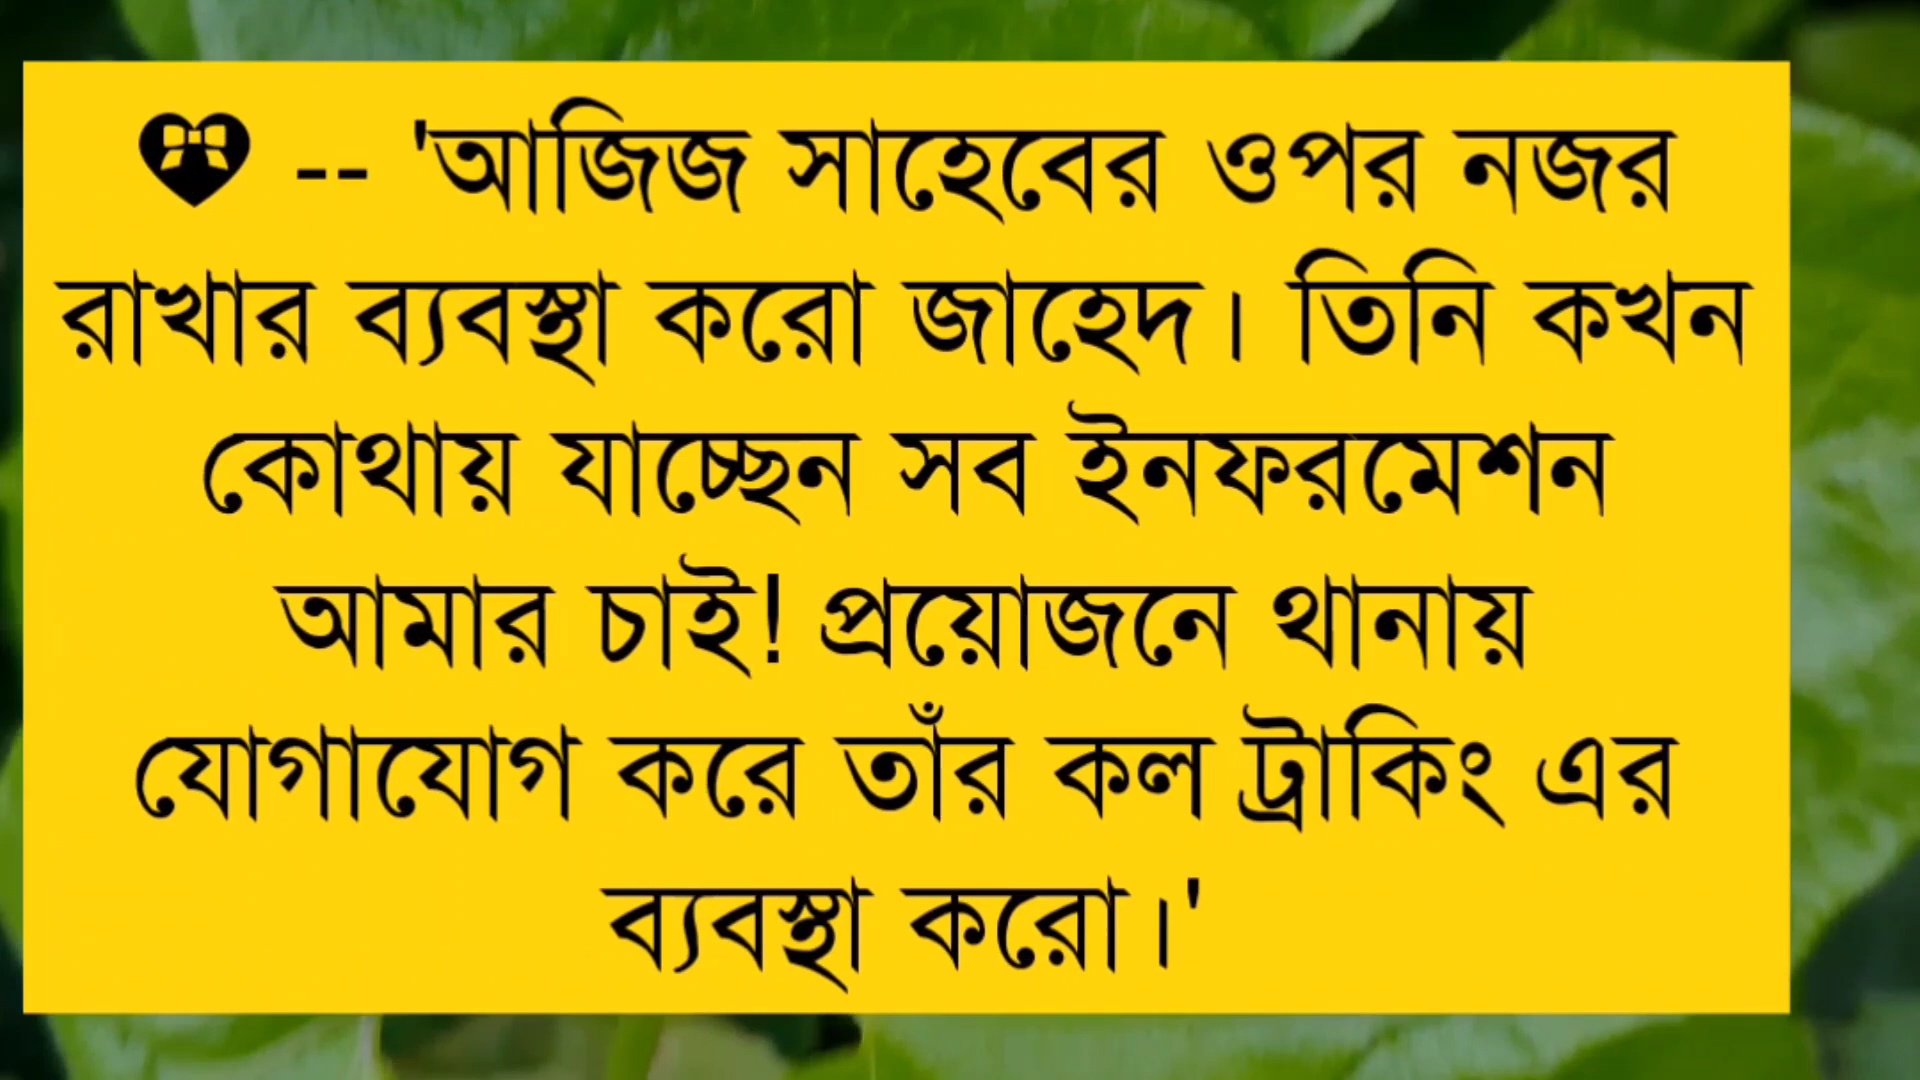 💝 -- 'আজিজ সাহেবের ওপর নজর
রাখার ব্যবস্থা করো জাহেদ। তিনি কখন
কোথায় যাচ্ছেন সব ইনফরমেশন
আমার চাই! প্রয়োজনে থানায়
যোগাযোগ করে তাঁর কল ট্রাকিং এর
ব্যবস্থা করো।'